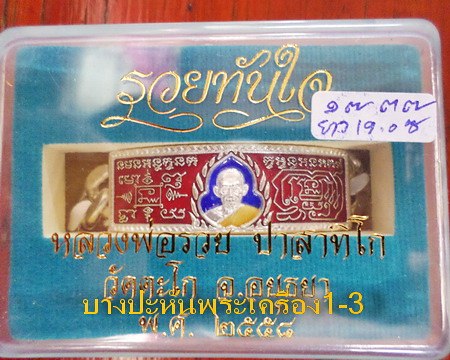 รวยทันใจ
๑๗๓๗
ยาว 19.0 ซ
หลวงพ่อรวย ปาสาทิโก
วัดตะโก จ.อยุธยา
บางปะหันพระเครื่อง1-3
พ.ศ. ๒๕๕๘